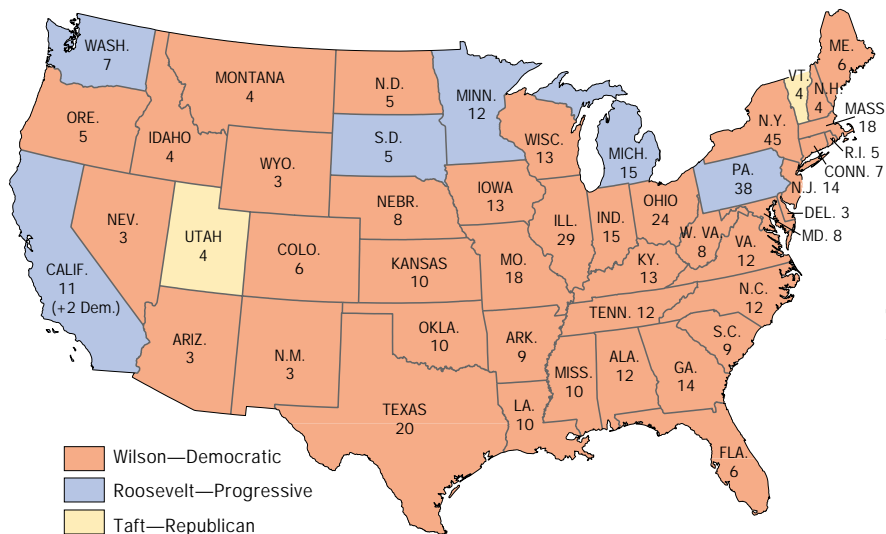 WASH.
7
MONTANA
4
N.D.
5
MINN.
12
ORE.
5
IDAHO
4
WYO.
3
S.D.
5
WISC.
13
MICH.
15
N.Y.
45
VT.
4
N.H.
4
ME.
6
MASS
18
R.I. 5
CONN. 7
N.J. 14
DEL. 3
MD. 8
PA.
38
NEV.
3
UTAH
4
COLO.
6
NEBR.
8
IOWA
13
ILL.
29
IND.
15
OHIO
24
W. VA.
8
VA.
12
CALIF.
11
(+2 Dem.)
KANSAS
10
MO.
18
KY.
13
N.C.
12
TENN. 12
S.C.
9
ARIZ.
3
N.M.
3
OKLA.
10
ARK.
9
MISS.
10
ALA.
12
GA.
14
TEXAS
20
LA.
10
FLA.
6
Wilson—Democratic
Roosevelt—Progressive
Taft—Republican